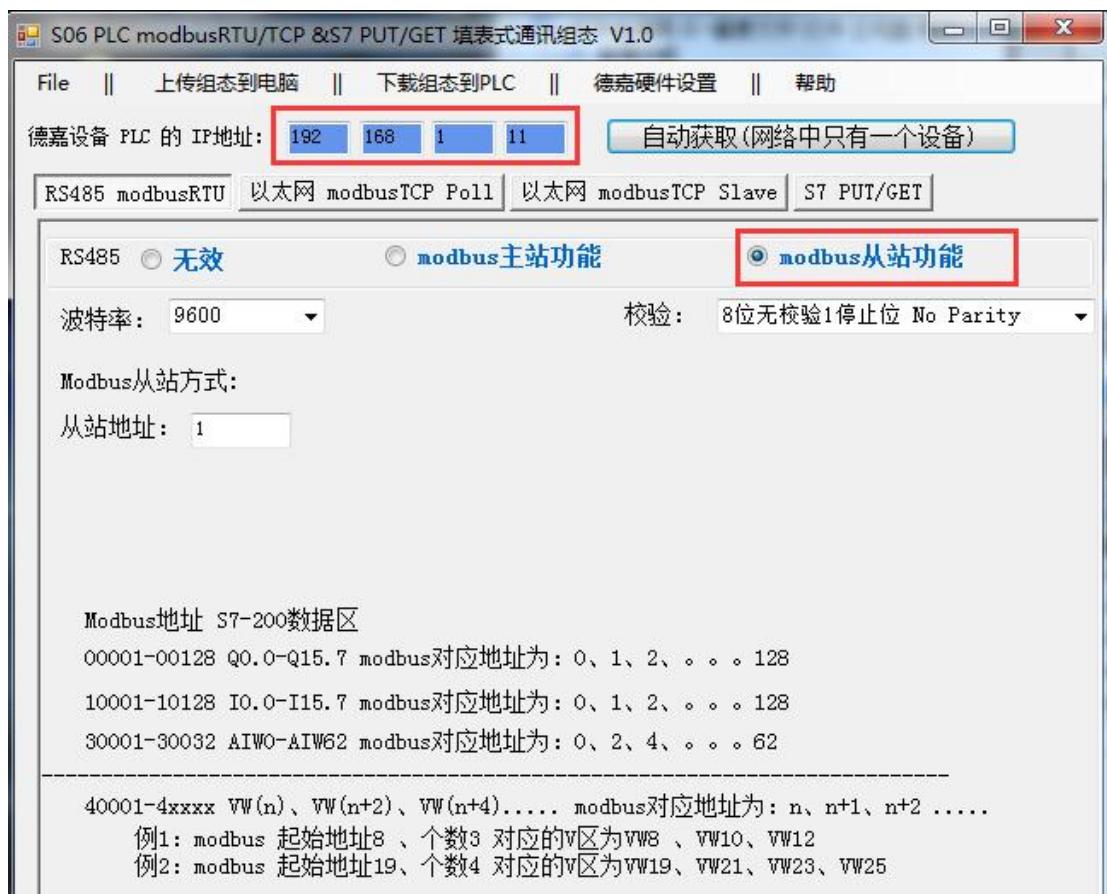 S06 PLC modbusRTU/TCP &S7 PUT/GET 填表式通讯组态 V1.0
File || 上传组态到电脑 || 下载组态到PLC || 德嘉硬件设置 || 帮助
德嘉设备 PLC 的 IP地址: 192 168 1 11 自动获取(网络中只有一个设备)
RS485 modbusRTU 以太网 modbusTCP Poll 以太网 modbusTCP Slave S7 PUT/GET
RS485 无效 modbus主站功能 modbus从站功能
波特率: 9600 校验: 8位无校验1停止位 No Parity
Modbus从站方式:
从站地址: 1
Modbus地址 S7-200数据区
00001-00128 Q0.0-Q15.7 modbus对应地址为: 0、1、2、。。。128
10001-10128 I0.0-I15.7 modbus对应地址为: 0、1、2、。。。128
30001-30032 AIW0-AIW62 modbus对应地址为: 0、2、4、。。。62
40001-4xxxx VW(n)、VW(n+2)、VW(n+4)..... modbus对应地址为: n、n+1、n+2 .....
例1: modbus 起始地址8 、个数3 对应的V区为VW8 、VW10、VW12
例2: modbus 起始地址19、个数4 对应的V区为VW19、VW21、VW23、VW25